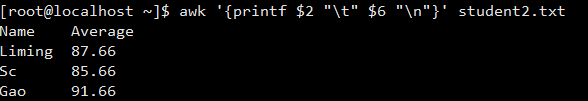 [root@localhost ~]$ awk '{printf $2 "\t" $6 "\n"}' student2.txt
Name    Average
Liming  87.66
Sc      85.66
Gao     91.66